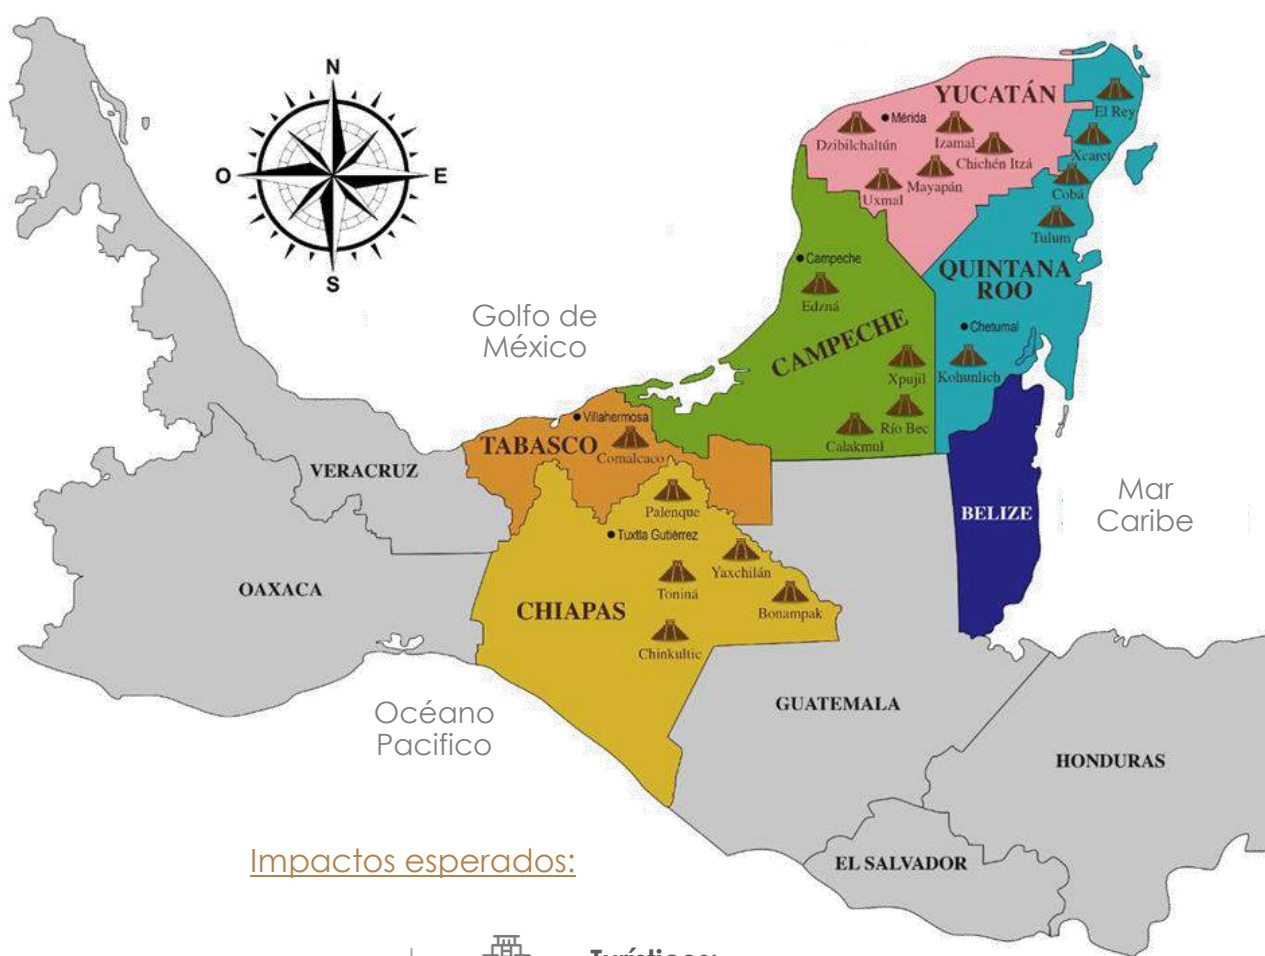 N
O
E
S
YUCATÁN
El Rey
Mérida
Dzibilchaltún
Izamal
Chichén Itzá
Xcaret
Mayapán
Uxmal
Cobá
Tulum
Campeche
Edzná
QUINTANA
ROO
Golfo de
México
CAMPECHE
Chetumal
Xpujil
Kohunlich
Río Bec
Calakmul
Villahermosa
TABASCO
Comalcaco
VERACRUZ
Palenque
Mar
Caribe
BELIZE
Tuxtla Gutiérrez
Yaxchilán
OAXACA
Toniná
CHIAPAS
Bonampak
Chinkultic
GUATEMALA
Océano
Pacifico
HONDURAS
EL SALVADOR
Impactos esperados:
Turísticos: